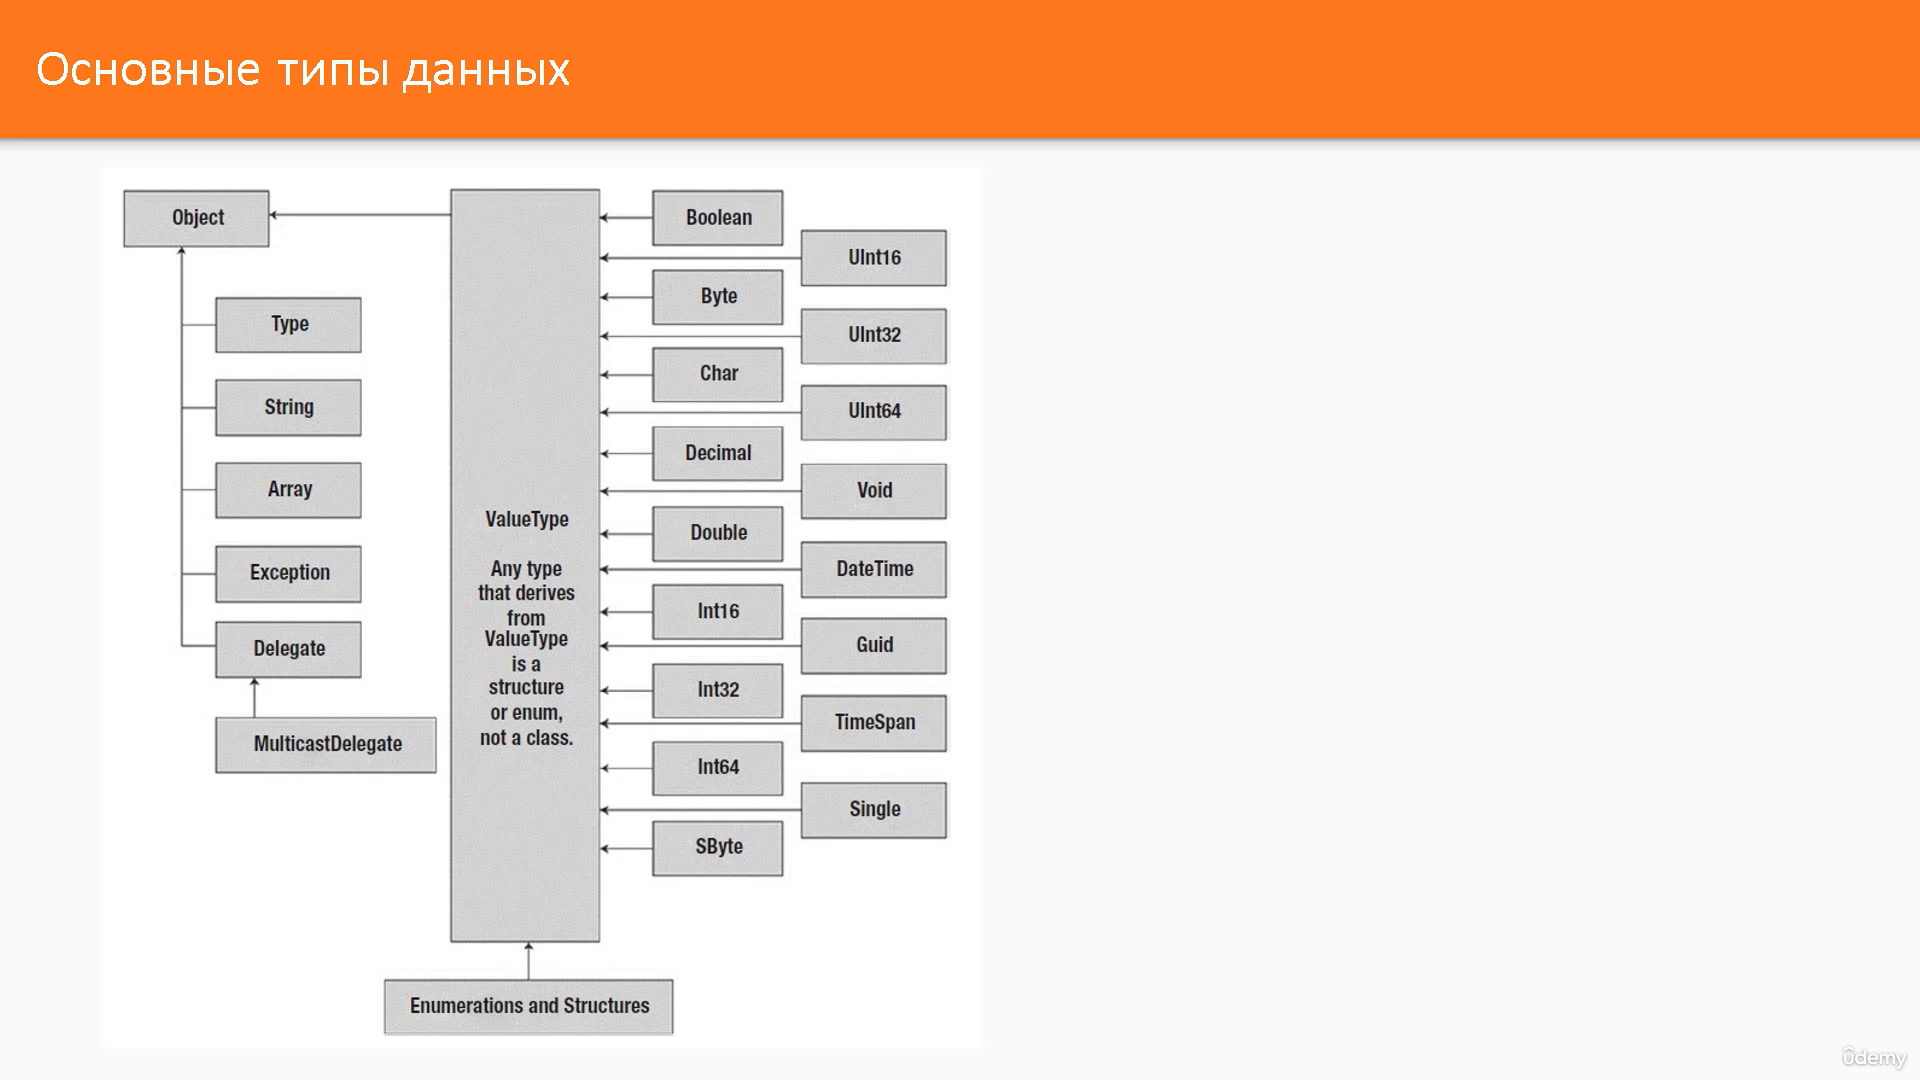 Основные типы данных
Object
Type
String
Array
Exception
Delegate
MulticastDelegate
ValueType
Any type
that derives
from
ValueType
is a
structure
or enum,
not a class.
Boolean
UInt16
Byte
UInt32
Char
UInt64
Decimal
Void
Double
DateTime
Int16
Guid
Int32
TimeSpan
Int64
Single
SByte
Enumerations and Structures
ûdemy